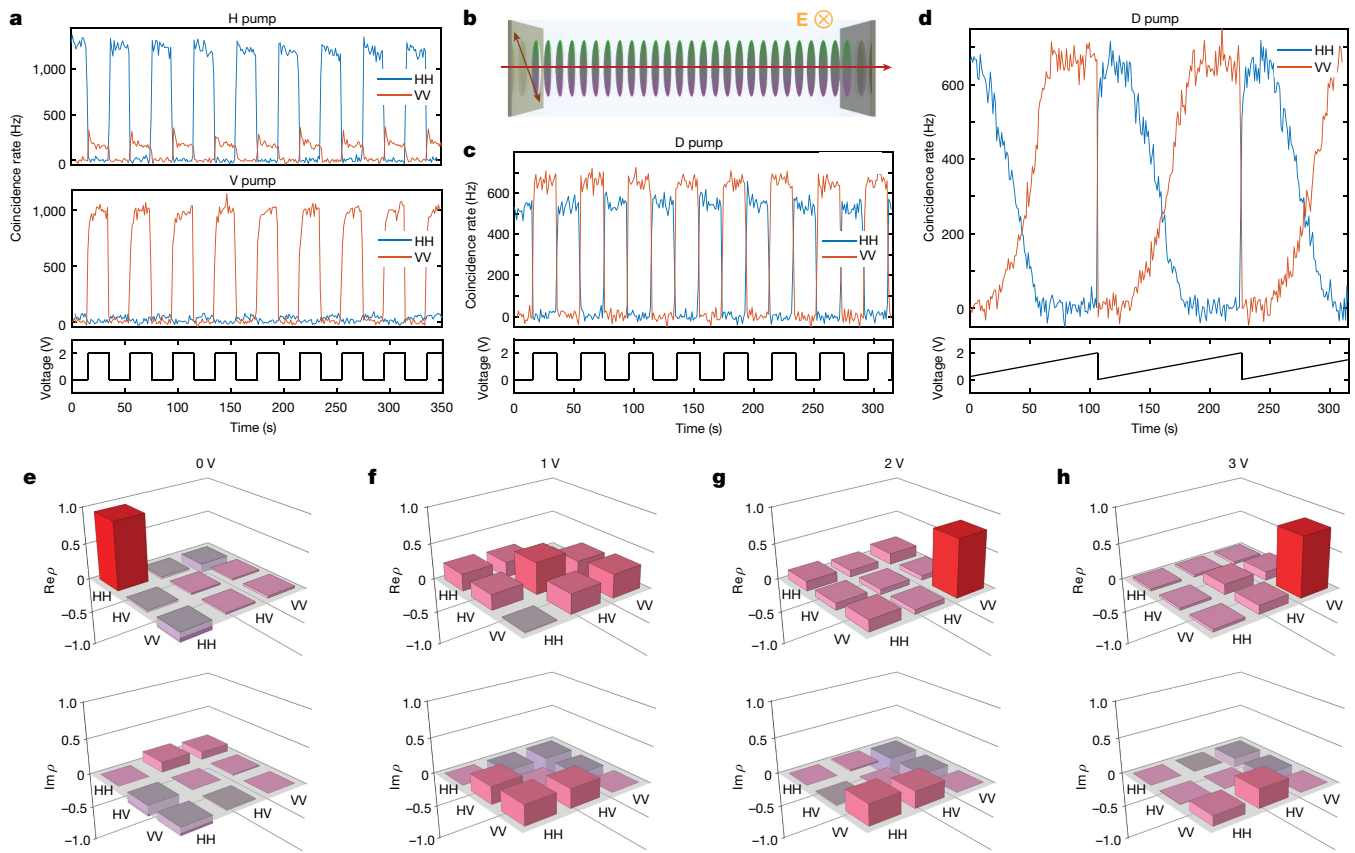 a
H pump
Coincidence rate (Hz)
1,000
500
0
HH
VV
V pump
1,000
500
0
HH
VV
Voltage (V)
2
0
0 50 100 150 200 250 300 350
Time (s)
b
E
c
D pump
Coincidence rate (Hz)
600
400
200
0
HH
VV
Voltage (V)
2
0
0 50 100 150 200 250 300
Time (s)
d
D pump
Coincidence rate (Hz)
600
400
200
0
HH
VV
Voltage (V)
2
0
0 50 100 150 200 250 300
Time (s)
e
0 V
Re ρ
1.0
0.5
0
−0.5
−1.0
HH
HV
VV
HH
HV
VV
Im ρ
1.0
0.5
0
−0.5
−1.0
HH
HV
VV
HH
HV
VV
f
1 V
Re ρ
1.0
0.5
0
−0.5
−1.0
HH
HV
VV
HH
HV
VV
Im ρ
1.0
0.5
0
−0.5
−1.0
HH
HV
VV
HH
HV
VV
g
2 V
Re ρ
1.0
0.5
0
−0.5
−1.0
HH
HV
VV
HH
HV
VV
Im ρ
1.0
0.5
0
−0.5
−1.0
HH
HV
VV
HH
HV
VV
h
3 V
Re ρ
1.0
0.5
0
−0.5
−1.0
HH
HV
VV
HH
HV
VV
Im ρ
1.0
0.5
0
−0.5
−1.0
HH
HV
VV
HH
HV
VV